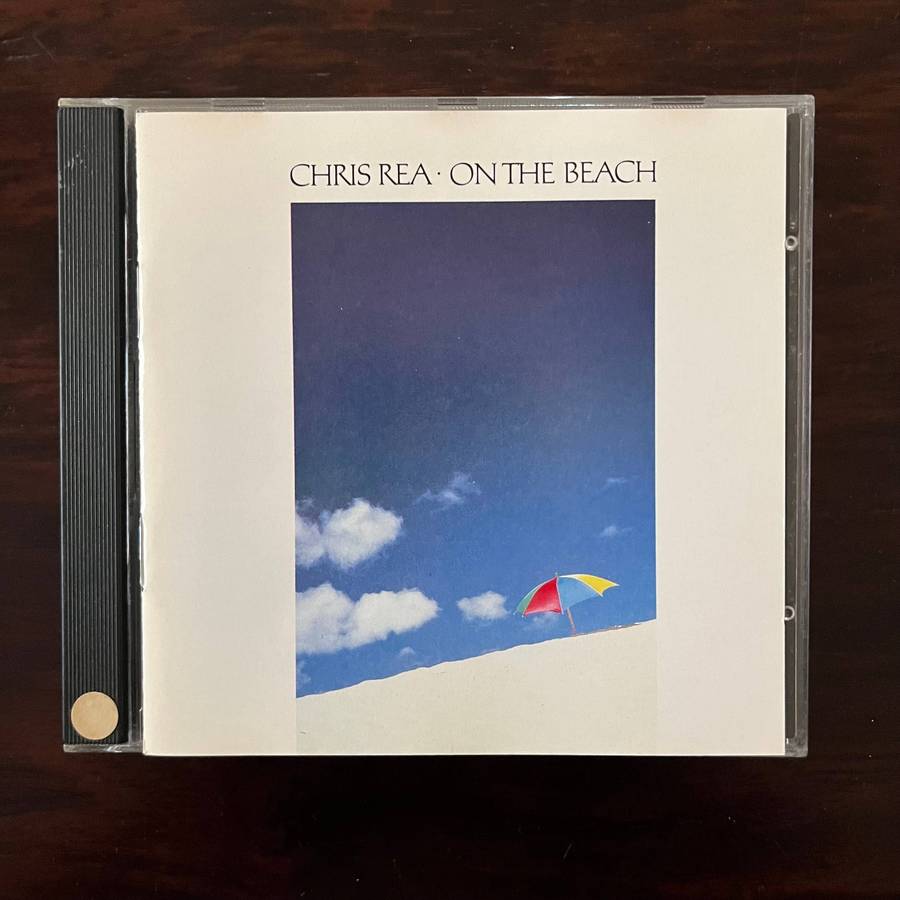 CHRIS REA · ON THE BEACH